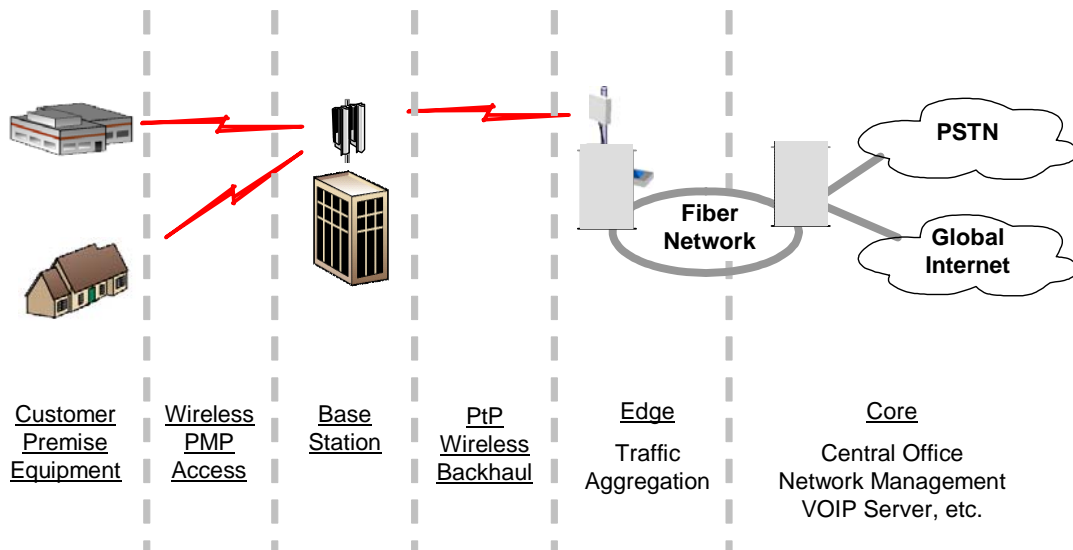 PSTN
Fiber
Network
Global
Internet
Customer
Premise
Equipment
Wireless
PMP
Access
Base
Station
PtP
Wireless
Backhaul
Edge
Traffic
Aggregation
Core
Central Office
Network Management
VOIP Server, etc.